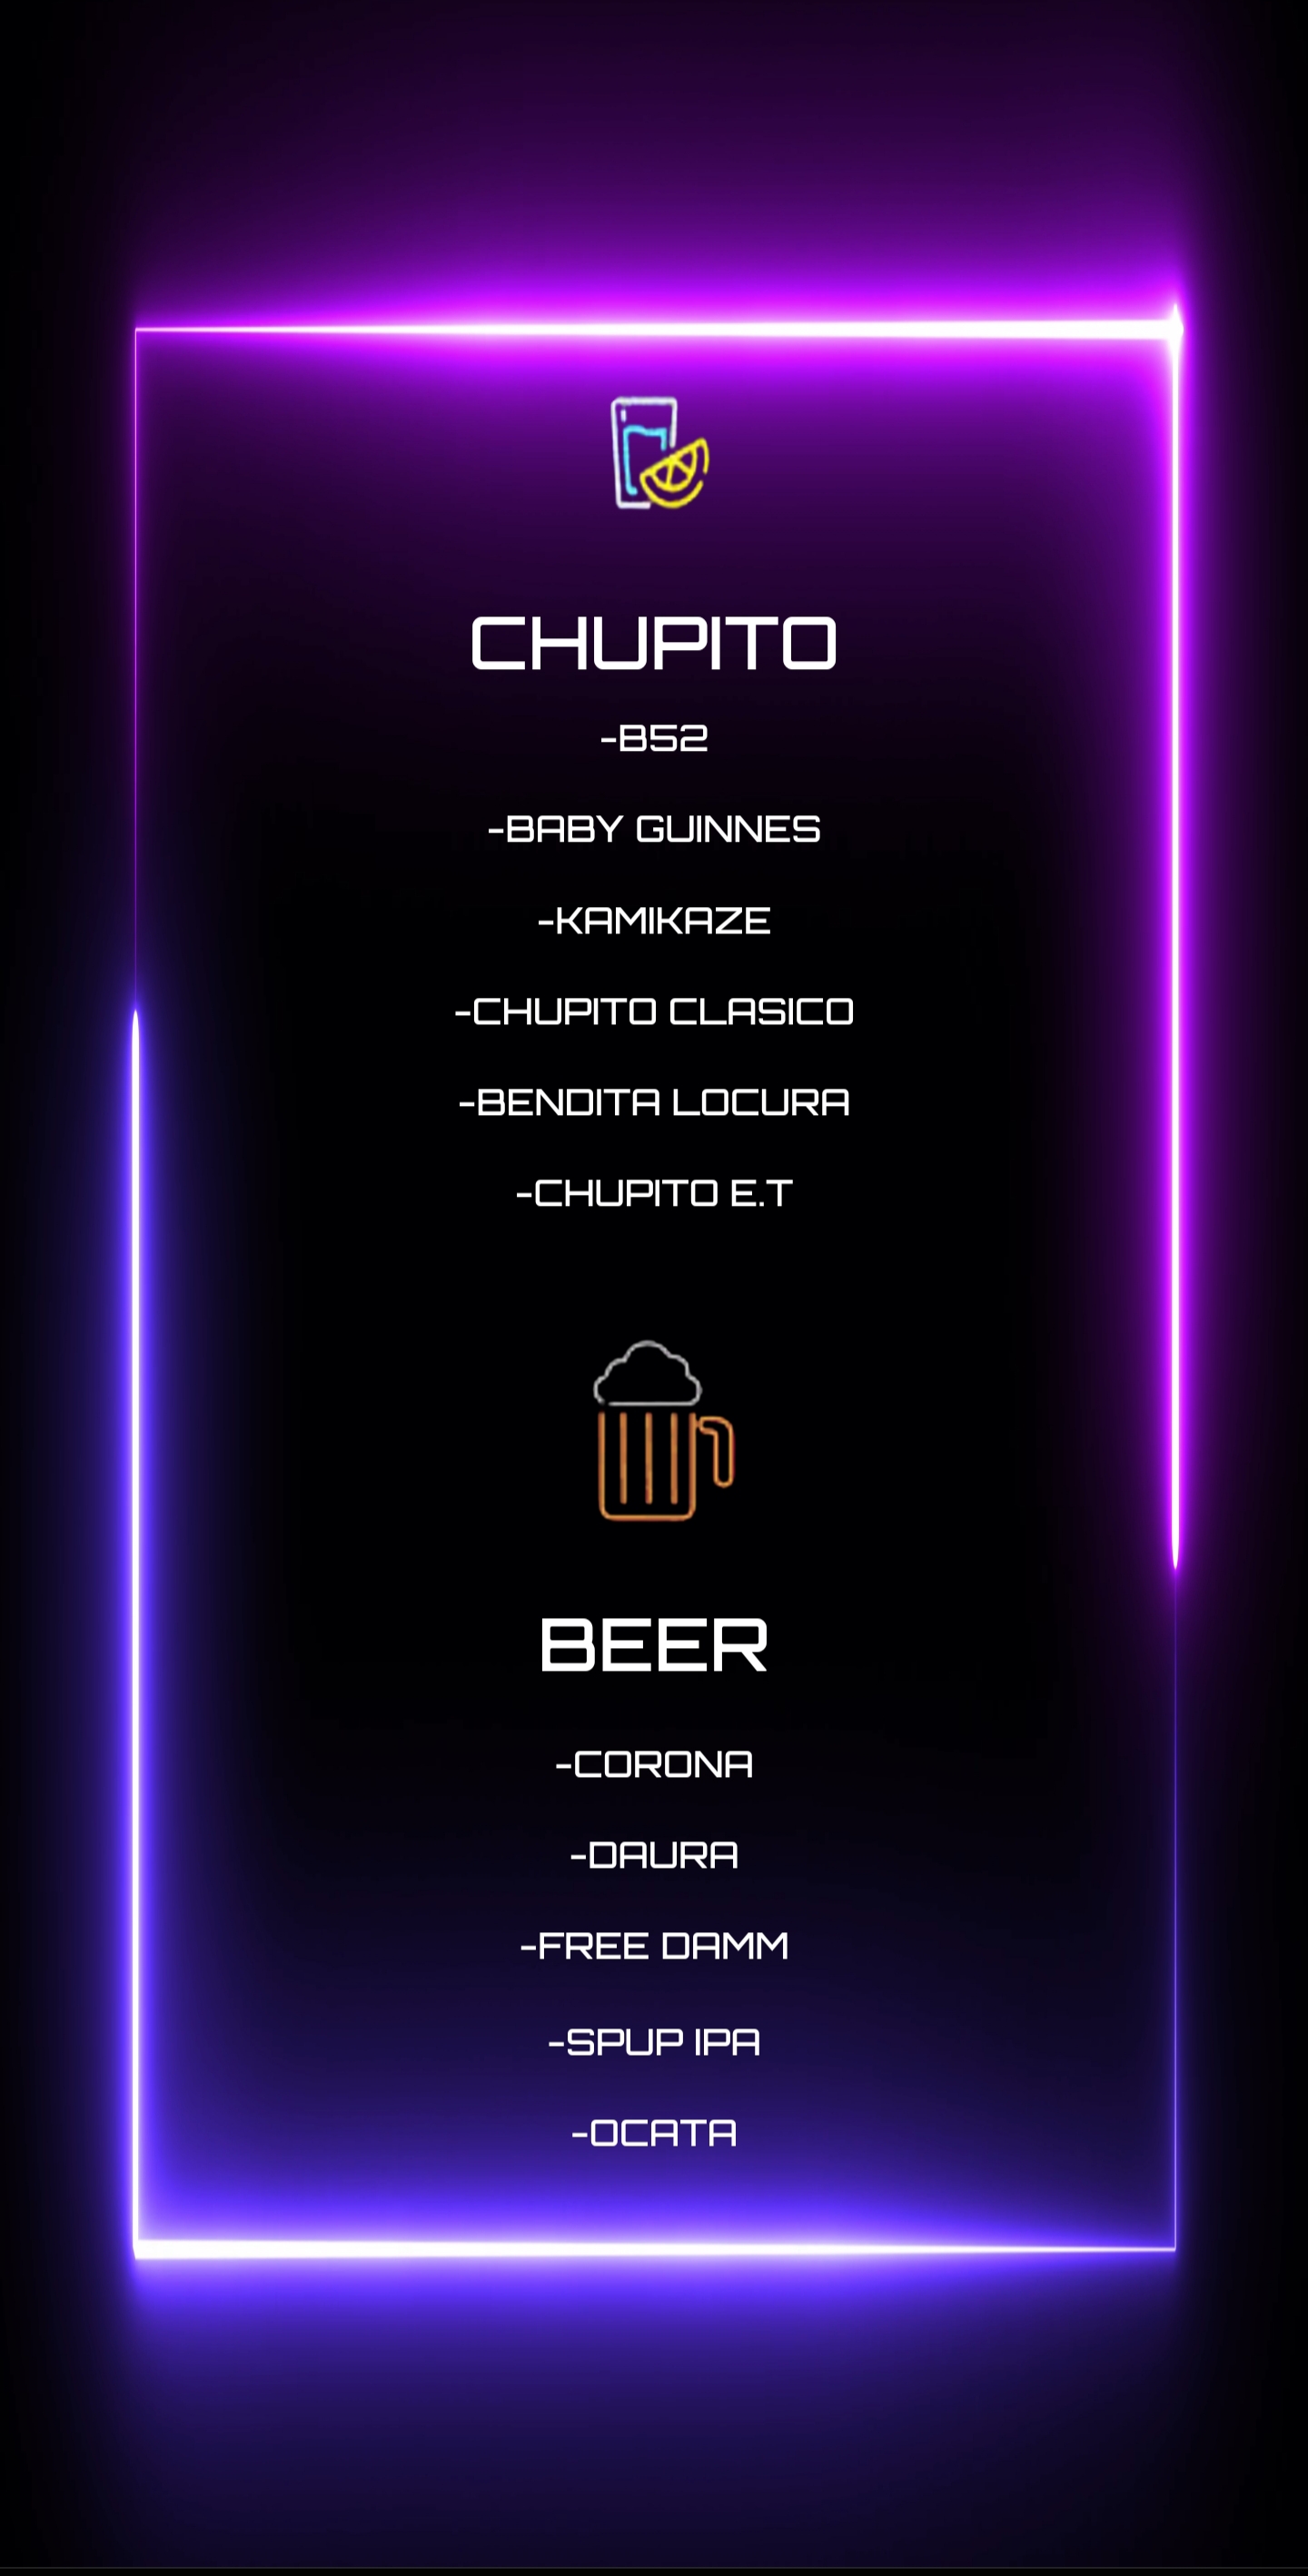 CHUPITO
-B52
-BABY GUINNES
-KAMIKAZE
-CHUPITO CLASICO
-BENDITA LOCURA
-CHUPITO E.T
BEER
-CORONA
-DAURA
-FREE DAMM
-SPUP IPA
-OCATA